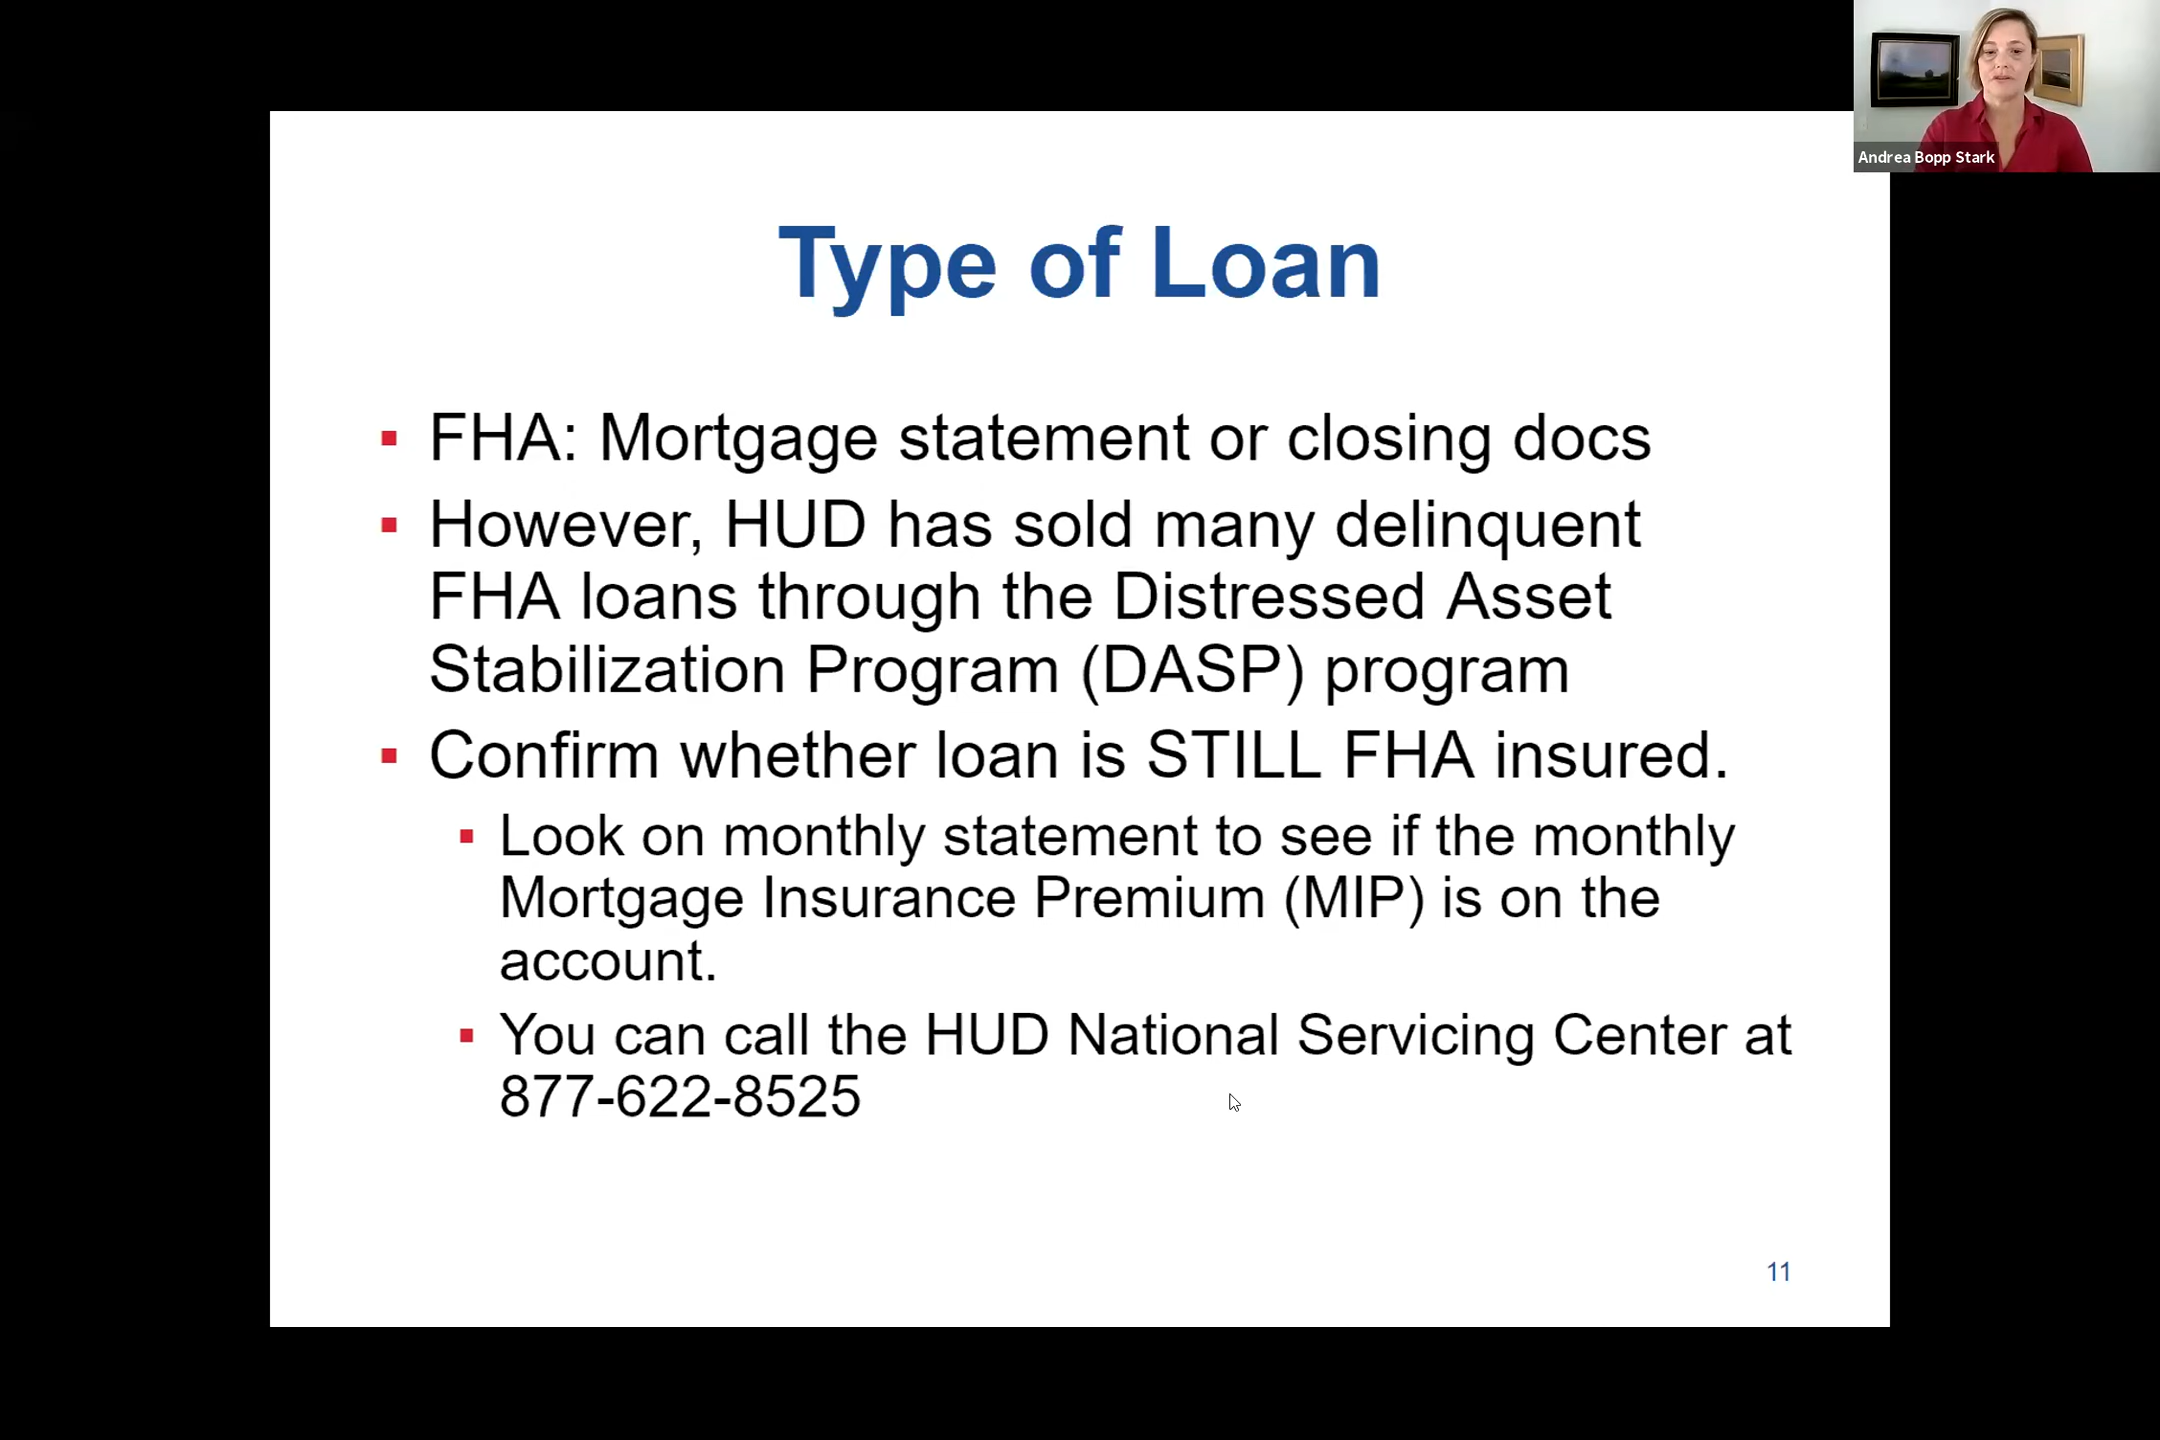 Andrea Bopp Stark
Type of Loan
▪ FHA: Mortgage statement or closing docs
▪ However, HUD has sold many delinquent
FHA loans through the Distressed Asset
Stabilization Program (DASP) program
▪ Confirm whether loan is STILL FHA insured.
▪ Look on monthly statement to see if the monthly
Mortgage Insurance Premium (MIP) is on the
account.
▪ You can call the HUD National Servicing Center at
877-622-8525
11